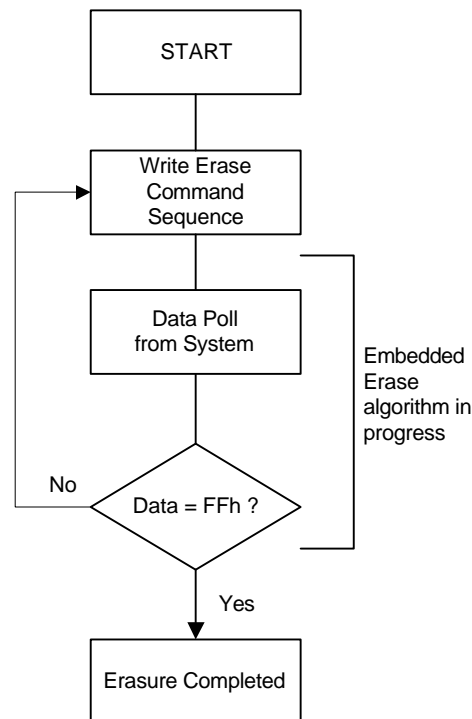 START
Write Erase
Command
Sequence
Data Poll
from System
Embedded
Erase
algorithm in
progress
No
Data = FFh ?
Yes
Erasure Completed